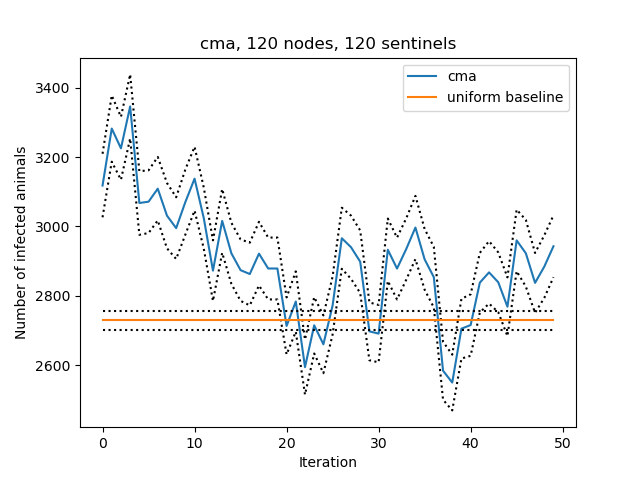 cma, 120 nodes, 120 sentinels
cma
uniform baseline
Number of infected animals
3400
3200
3000
2800
2600
0 10 20 30 40 50
Iteration